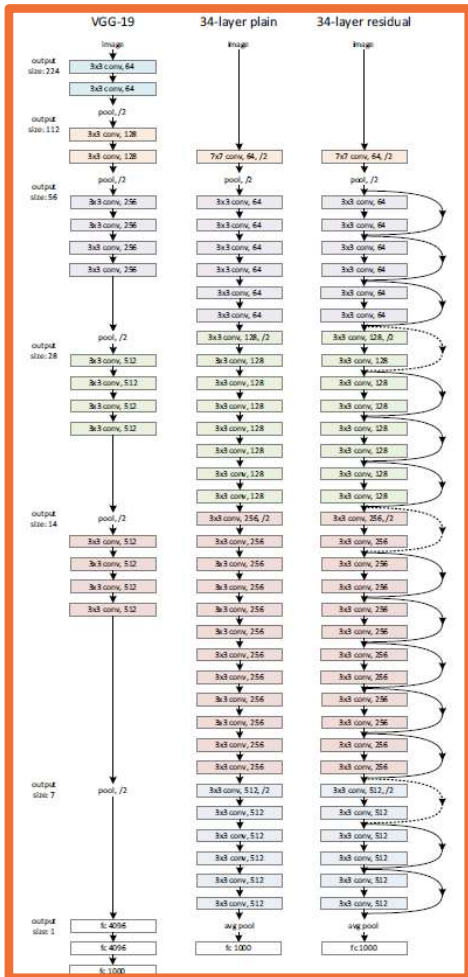 VGG-19
image
output
size: 224
3x3 conv, 64
3x3 conv, 64
pool, /2
output
size: 112
3x3 conv, 128
3x3 conv, 128
pool, /2
output
size: 56
3x3 conv, 256
3x3 conv, 256
3x3 conv, 256
3x3 conv, 256
pool, /2
output
size: 28
3x3 conv, 512
3x3 conv, 512
3x3 conv, 512
3x3 conv, 512
pool, /2
output
size: 14
3x3 conv, 512
3x3 conv, 512
3x3 conv, 512
3x3 conv, 512
pool, /2
output
size: 7
output
size: 1
fc 4096
fc 4096
fc 1000
34-layer plain
image
7x7 conv, 64, /2
pool, /2
3x3 conv, 64
3x3 conv, 64
3x3 conv, 64
3x3 conv, 64
3x3 conv, 64
3x3 conv, 64
3x3 conv, 128, /2
3x3 conv, 128
3x3 conv, 128
3x3 conv, 128
3x3 conv, 128
3x3 conv, 128
3x3 conv, 128
3x3 conv, 128
3x3 conv, 256, /2
3x3 conv, 256
3x3 conv, 256
3x3 conv, 256
3x3 conv, 256
3x3 conv, 256
3x3 conv, 256
3x3 conv, 256
3x3 conv, 256
3x3 conv, 256
3x3 conv, 256
3x3 conv, 256
3x3 conv, 512, /2
3x3 conv, 512
3x3 conv, 512
3x3 conv, 512
3x3 conv, 512
3x3 conv, 512
avg pool
fc 1000
34-layer residual
image
7x7 conv, 64, /2
pool, /2
3x3 conv, 64
3x3 conv, 64
3x3 conv, 64
3x3 conv, 64
3x3 conv, 64
3x3 conv, 64
3x3 conv, 128, /2
3x3 conv, 128
3x3 conv, 128
3x3 conv, 128
3x3 conv, 128
3x3 conv, 128
3x3 conv, 128
3x3 conv, 128
3x3 conv, 256, /2
3x3 conv, 256
3x3 conv, 256
3x3 conv, 256
3x3 conv, 256
3x3 conv, 256
3x3 conv, 256
3x3 conv, 256
3x3 conv, 256
3x3 conv, 256
3x3 conv, 256
3x3 conv, 256
3x3 conv, 512, /2
3x3 conv, 512
3x3 conv, 512
3x3 conv, 512
3x3 conv, 512
3x3 conv, 512
avg pool
fc 1000